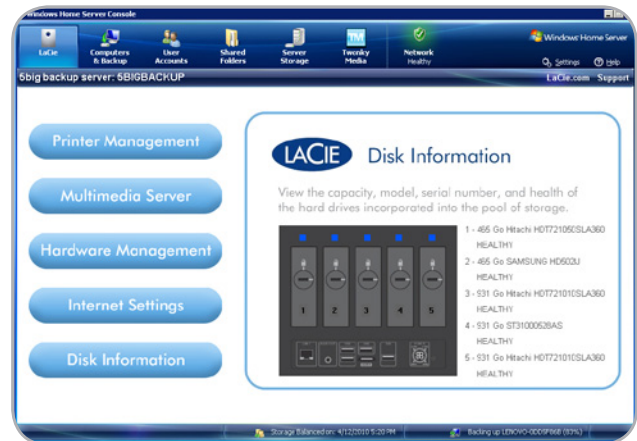 Windows Home Server Console
LaCie
Computers
& Backup
User
Accounts
Shared
Folders
Server
Storage
Twonky
Media
Network
Healthy
Windows Home Server
Settings
Help
5big backup server: 5BIGBACKUP
LaCie.com Support
Printer Management
Multimedia Server
Hardware Management
Internet Settings
Disk Information
LACIE Disk Information
View the capacity, model, serial number, and health of
the hard drives incorporated into the pool of storage.
1 2 3 4 5
1 - 465 Go Hitachi HDT721050SLA360
HEALTHY
2 - 465 Go SAMSUNG HD502IJ
HEALTHY
3 - 931 Go Hitachi HDT721010SLA360
HEALTHY
4 - 931 Go ST31000528AS
HEALTHY
5 - 931 Go Hitachi HDT721010SLA360
HEALTHY
Storage Balanced on: 4/12/2010 5:20 PM
Backing up (83%)